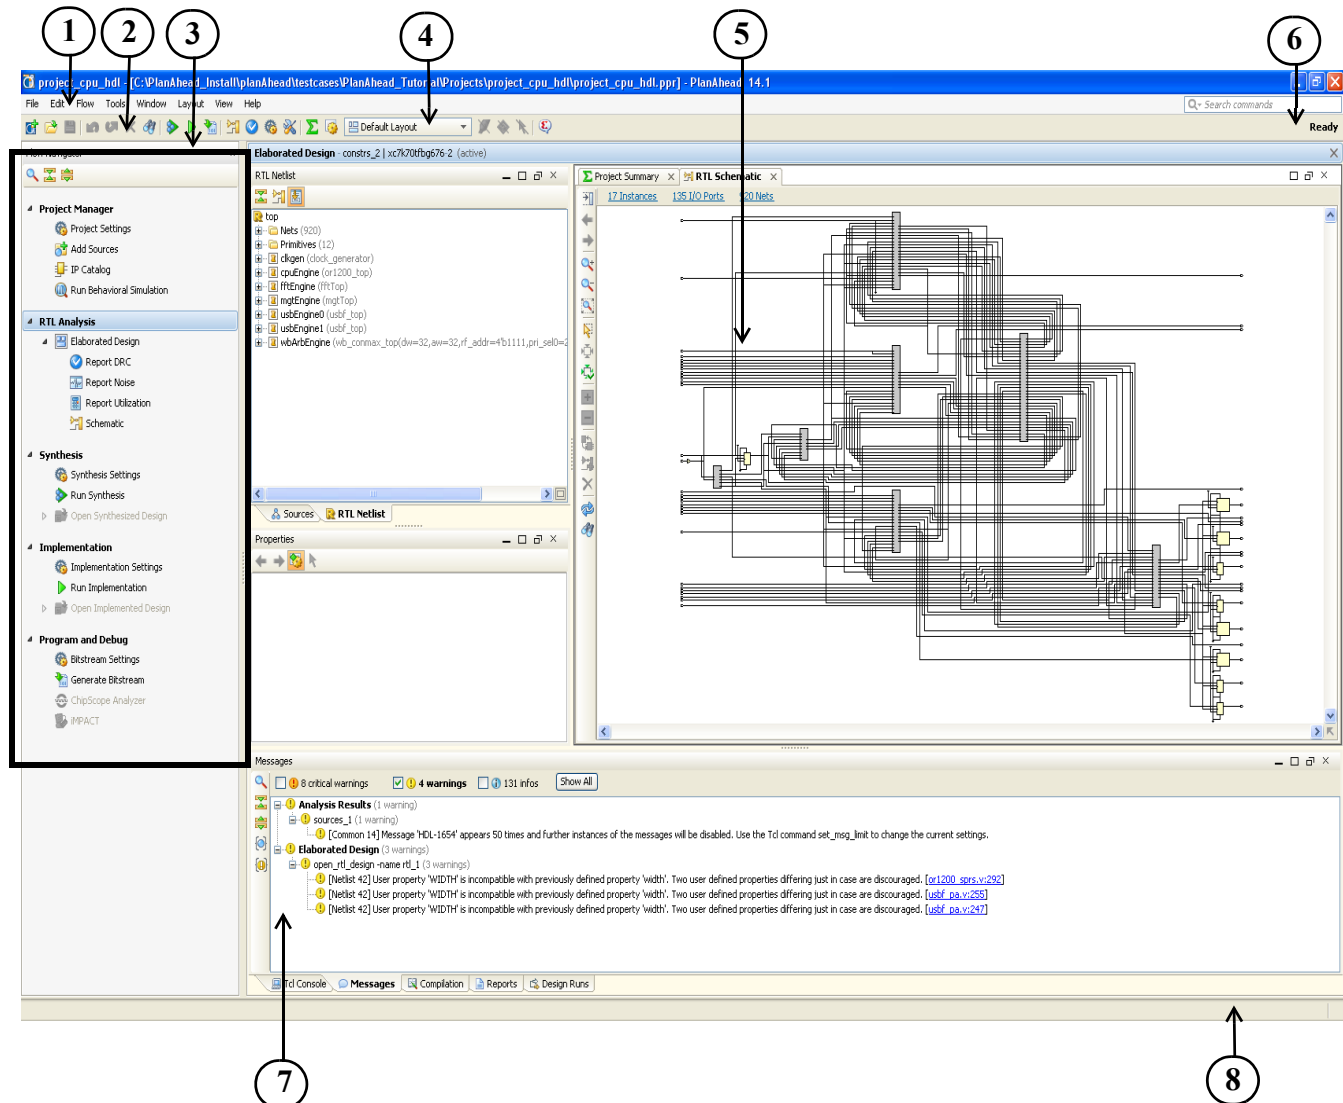 1 2 3 4 5 6
project_cpu_hdl - [C:\PlanAhead_Install\planAhead\testcases\PlanAhead_Tutorial\Projects\project_cpu_hdl\project_cpu_hdl.ppr] - PlanAhead 14.1
File Edit Flow Tools Window Layout View Help
Search commands
Default Layout
Ready
Elaborated Design - constrs_2 | xc7k70tfbg676-2 (active)
Project Manager
Project Settings
Add Sources
IP Catalog
Run Behavioral Simulation
RTL Analysis
Elaborated Design
Report DRC
Report Noise
Report Utilization
Schematic
Synthesis
Synthesis Settings
Run Synthesis
Open Synthesized Design
Implementation
Implementation Settings
Run Implementation
Open Implemented Design
Program and Debug
Bitstream Settings
Generate Bitstream
ChipScope Analyzer
iMPACT
RTL Netlist
top
Nets (920)
Primitives (12)
clkgen (clock_generator)
cpuEngine (or1200_top)
fftEngine (fftTop)
mgtEngine (mgtTop)
usbEngine0 (usbf_top)
usbEngine1 (usbf_top)
wbArbEngine (wb_conmax_top(dw=32,aw=32,rf_addr=4'b1111,pri_sel0=2
Sources RTL Netlist
Properties
Project Summary RTL Schematic
17 Instances 135 I/O Ports 920 Nets
Messages
8 critical warnings 4 warnings 131 infos Show All
Analysis Results (1 warning)
sources_1 (1 warning)
[Common 14] Message 'HDL-1654' appears 50 times and further instances of the messages will be disabled. Use the Tcl command set_msg_limit to change the current settings.
Elaborated Design (3 warnings)
open_rtl_design -name rtl_1 (3 warnings)
[Netlist 42] User property 'WIDTH' is incompatible with previously defined property 'width'. Two user defined properties differing just in case are discouraged. [or1200_sprs.v:292]
[Netlist 42] User property 'WIDTH' is incompatible with previously defined property 'width'. Two user defined properties differing just in case are discouraged. [usbf_pa.v:255]
[Netlist 42] User property 'WIDTH' is incompatible with previously defined property 'width'. Two user defined properties differing just in case are discouraged. [usbf_pa.v:247]
Tcl Console Messages Compilation Reports Design Runs
7 8